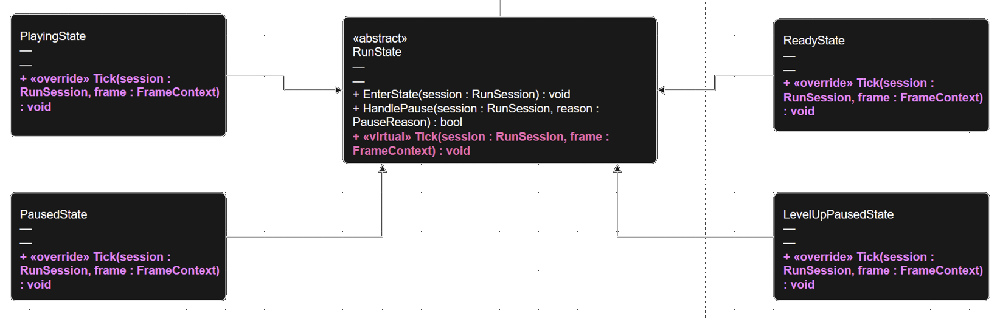 PlayingState
—
—
+ «override» Tick(session :
RunSession, frame : FrameContext)
: void
«abstract»
RunState
—
—
+ EnterState(session : RunSession) : void
+ HandlePause(session : RunSession, reason :
PauseReason) : bool
+ «virtual» Tick(session : RunSession, frame :
FrameContext) : void
ReadyState
—
—
+ «override» Tick(session :
RunSession, frame : FrameContext)
: void
PausedState
—
—
+ «override» Tick(session :
RunSession, frame : FrameContext)
: void
LevelUpPausedState
—
—
+ «override» Tick(session :
RunSession, frame : FrameContext)
: void